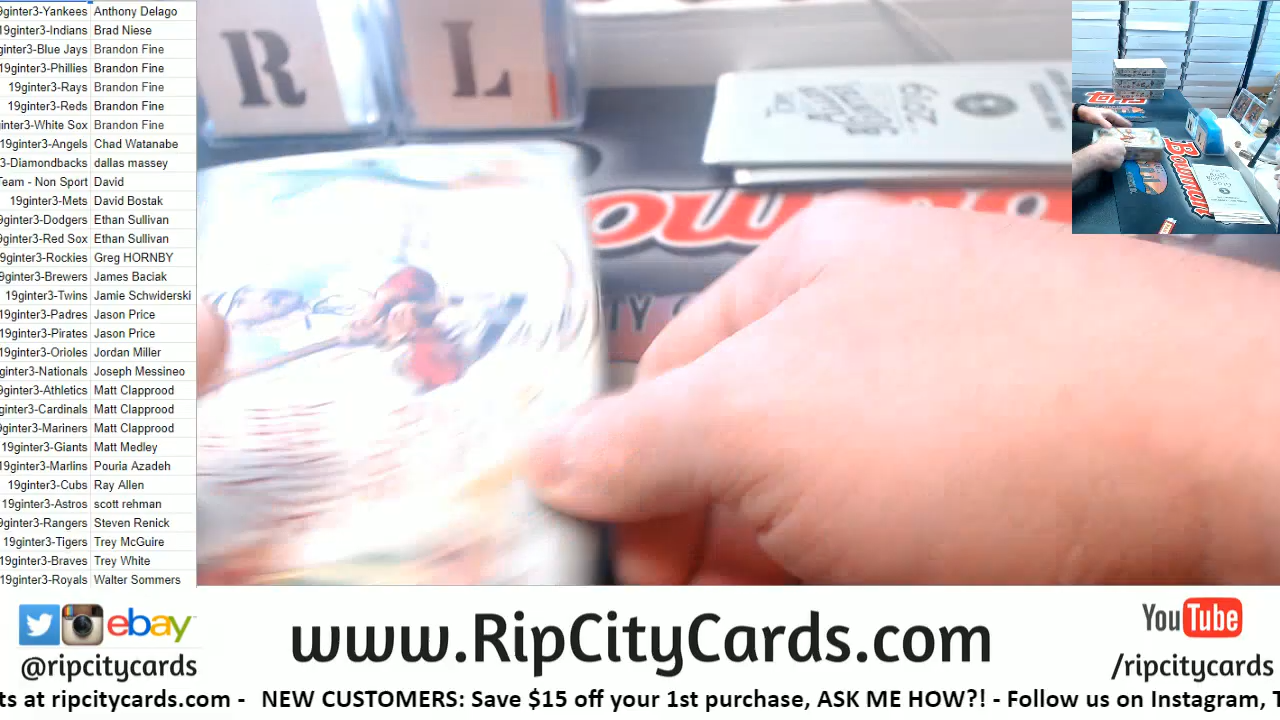 9ginter3-Yankees Anthony Delago
19ginter3-Indians Brad Niese
ginter3-Blue Jays Brandon Fine
19ginter3-Phillies Brandon Fine
19ginter3-Rays Brandon Fine
19ginter3-Reds Brandon Fine
ginter3-White Sox Brandon Fine
19ginter3-Angels Chad Watanabe
3-Diamondbacks dallas massey
Team - Non Sport David
19ginter3-Mets David Bostak
9ginter3-Dodgers Ethan Sullivan
9ginter3-Red Sox Ethan Sullivan
9ginter3-Rockies Greg HORNBY
9ginter3-Brewers James Baciak
19ginter3-Twins Jamie Schwiderski
19ginter3-Padres Jason Price
19ginter3-Pirates Jason Price
19ginter3-Orioles Jordan Miller
ginter3-Nationals Joseph Messineo
9ginter3-Athletics Matt Clapprood
ginter3-Cardinals Matt Clapprood
9ginter3-Mariners Matt Clapprood
19ginter3-Giants Matt Medley
19ginter3-Marlins Pouria Azadeh
19ginter3-Cubs Ray Allen
19ginter3-Astros scott rehman
9ginter3-Rangers Steven Renick
19ginter3-Tigers Trey McGuire
19ginter3-Braves Trey White
19ginter3-Royals Walter Sommers
R L
Topps
Bowman
ebay
@ripcitycards
www.RipCityCards.com
YouTube
/ripcitycards
ts at ripcitycards.com - NEW CUSTOMERS: Save $15 off your 1st purchase, ASK ME HOW?! - Follow us on Instagram, T